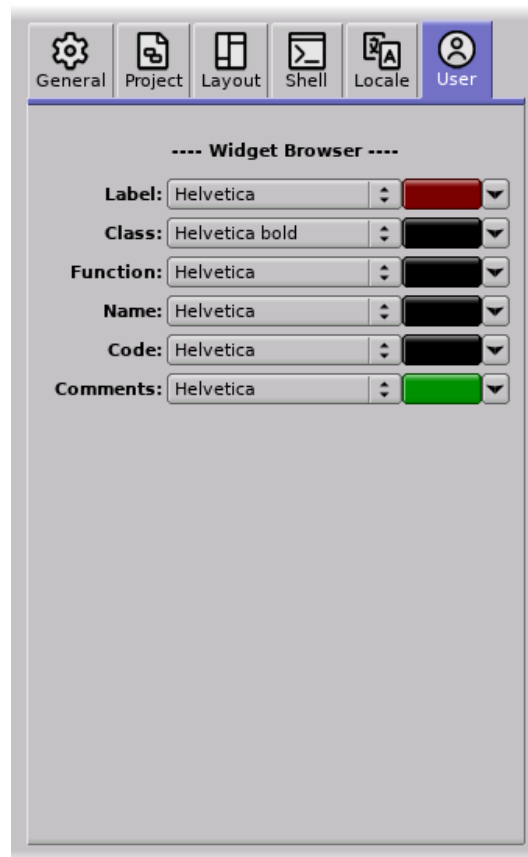 General Project Layout Shell Locale User
---- Widget Browser ----
Label: Helvetica
Class: Helvetica bold
Function: Helvetica
Name: Helvetica
Code: Helvetica
Comments: Helvetica